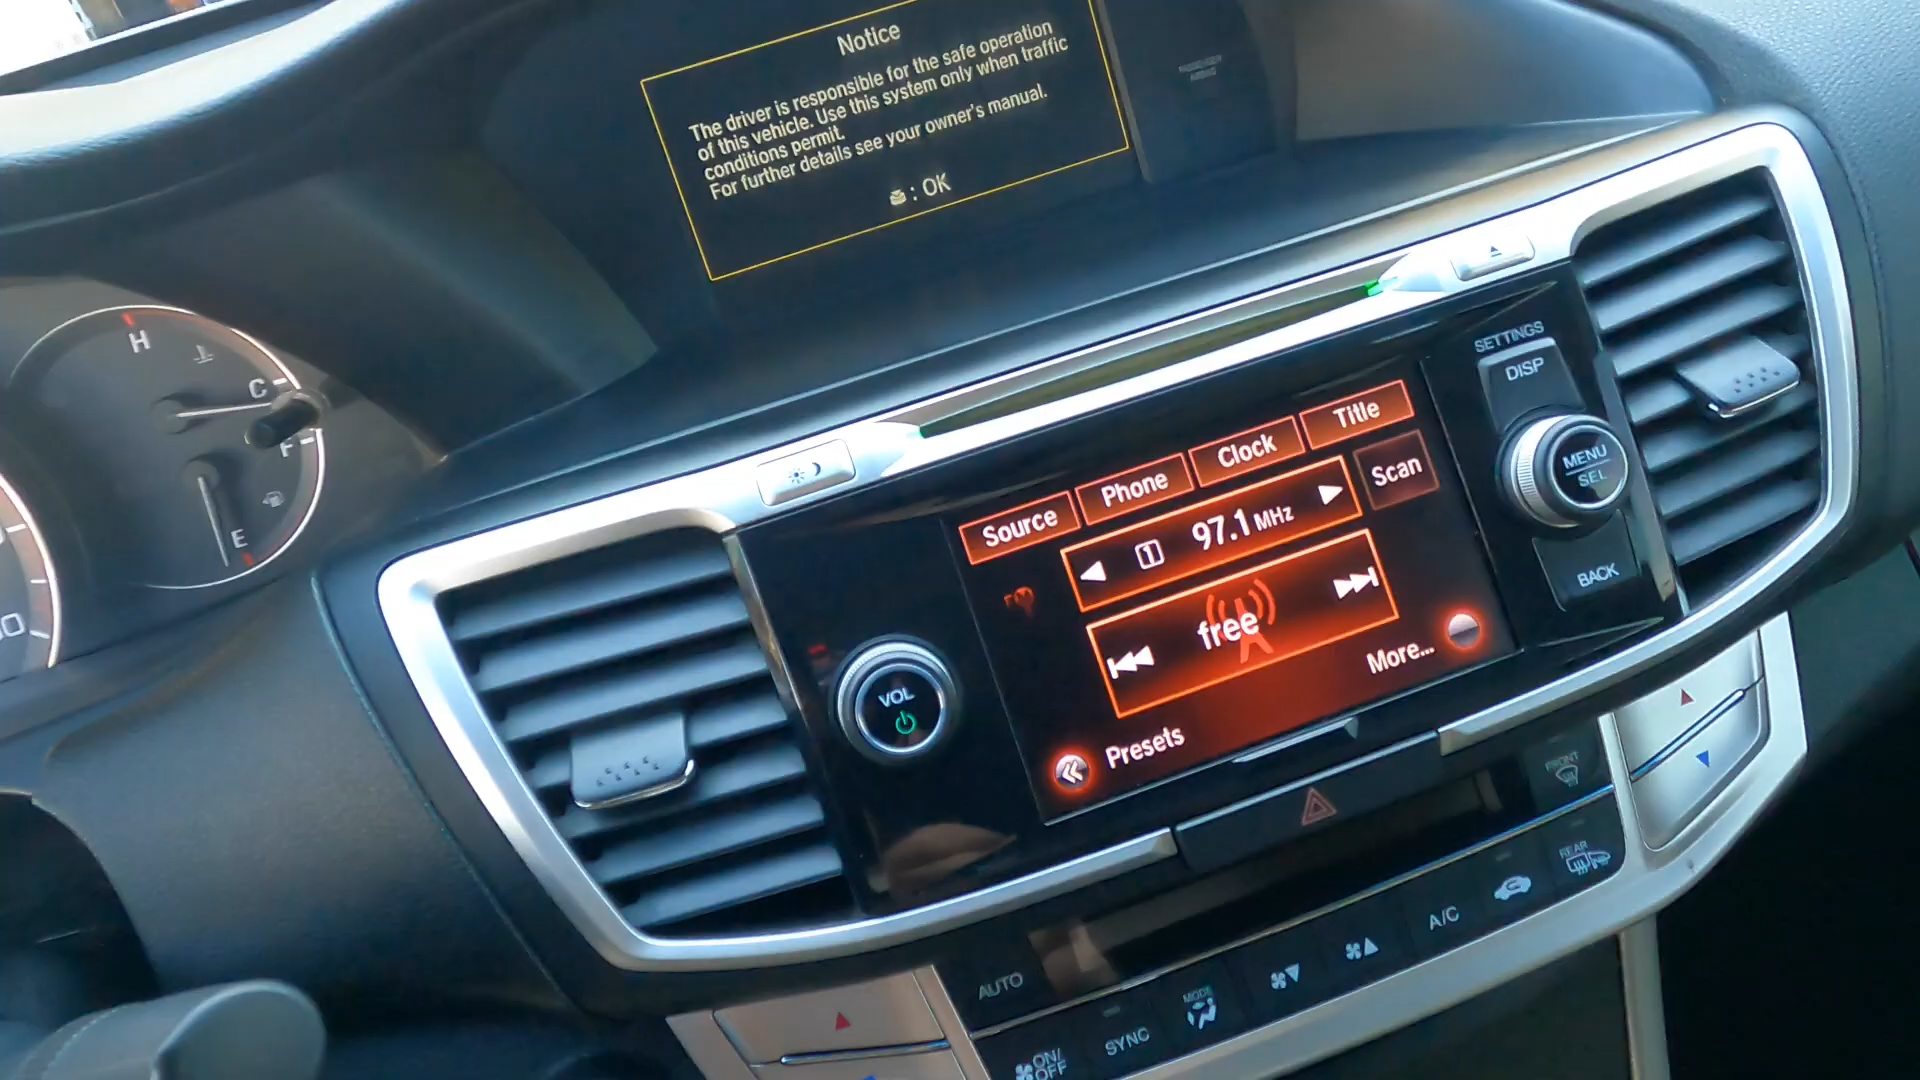 Notice
The driver is responsible for the safe operation
of this vehicle. Use this system only when traffic
conditions permit.
For further details see your owner's manual.
: OK
PASSENGER
AIRBAG
H
C
F
E
SETTINGS
DISP
MENU
SEL
BACK
Source
Phone
Clock
Title
Scan
1
97.1 MHz
free
More...
Presets
VOL
FRONT
REAR
A/C
AUTO
MODE
SYNC
ON/
OFF